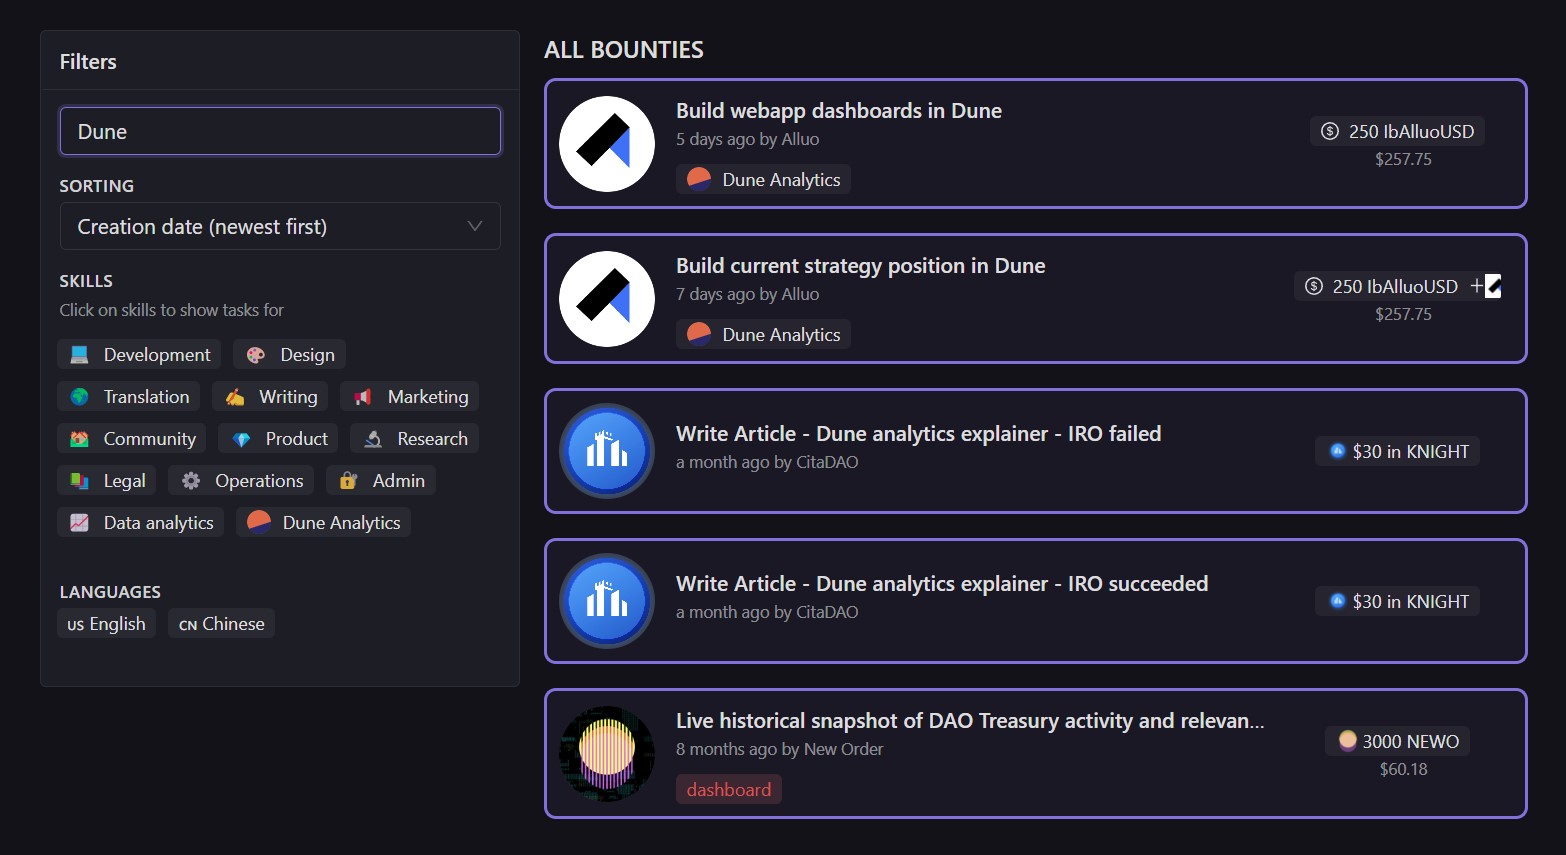 Filters
Dune
SORTING
Creation date (newest first)
SKILLS
Click on skills to show tasks for
Development Design
Translation Writing Marketing
Community Product Research
Legal Operations Admin
Data analytics Dune Analytics
LANGUAGES
US English CN Chinese
ALL BOUNTIES
Build webapp dashboards in Dune
5 days ago by Alluo
Dune Analytics
250 IbAlluoUSD
$257.75
Build current strategy position in Dune
7 days ago by Alluo
Dune Analytics
250 IbAlluoUSD +
$257.75
Write Article - Dune analytics explainer - IRO failed
a month ago by CitaDAO
$30 in KNIGHT
Write Article - Dune analytics explainer - IRO succeeded
a month ago by CitaDAO
$30 in KNIGHT
Live historical snapshot of DAO Treasury activity and relevan...
8 months ago by New Order
dashboard
3000 NEWO
$60.18